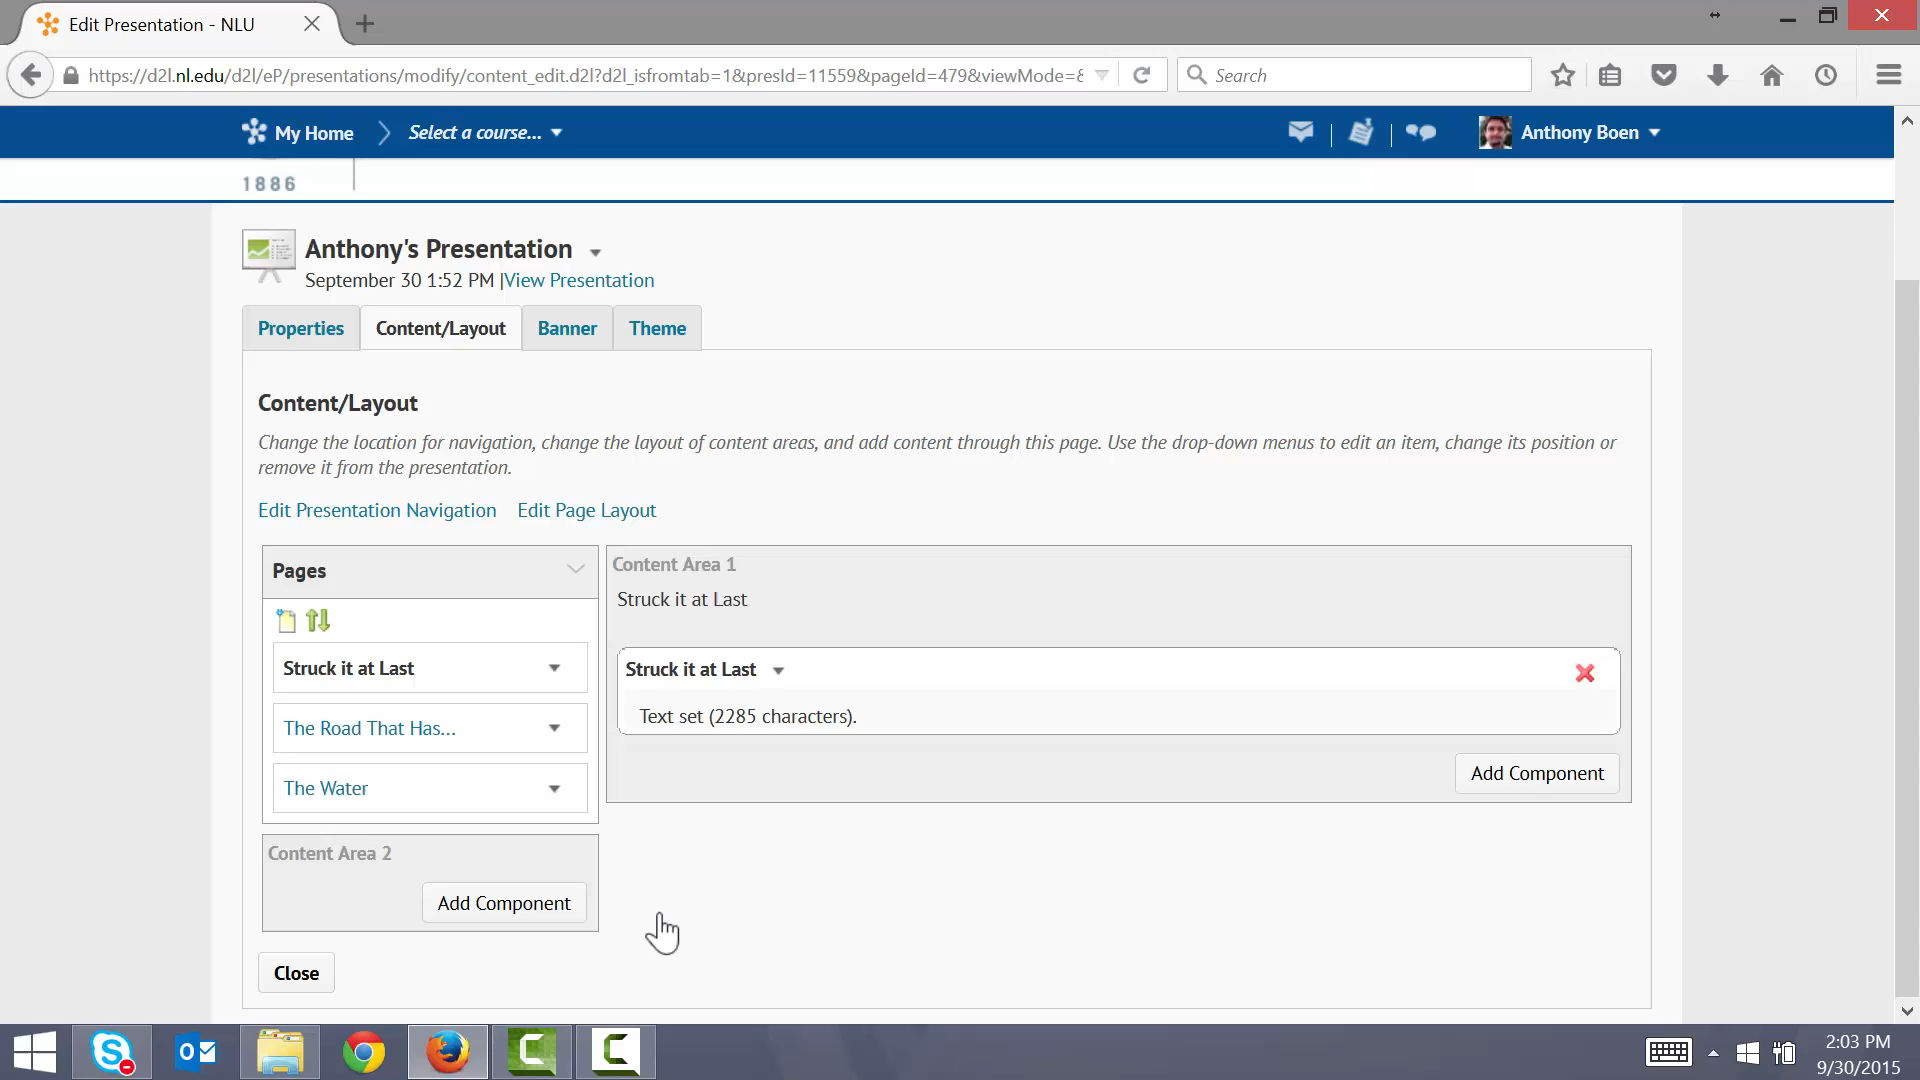 Edit Presentation - NLU
https://d2l.nl.edu/d2l/eP/presentations/modify/content_edit.d2l?d2l_isfromtab=1&presId=11559&pageId=479&viewMode=&
Search
My Home
Select a course...
Anthony Boen
1886
Anthony's Presentation
September 30 1:52 PM |View Presentation
Properties
Content/Layout
Banner
Theme
Content/Layout
Change the location for navigation, change the layout of content areas, and add content through this page. Use the drop-down menus to edit an item, change its position or
remove it from the presentation.
Edit Presentation Navigation
Edit Page Layout
Pages
Struck it at Last
The Road That Has...
The Water
Content Area 1
Struck it at Last
Struck it at Last
Text set (2285 characters).
Add Component
Content Area 2
Add Component
Close
2:03 PM
9/30/2015